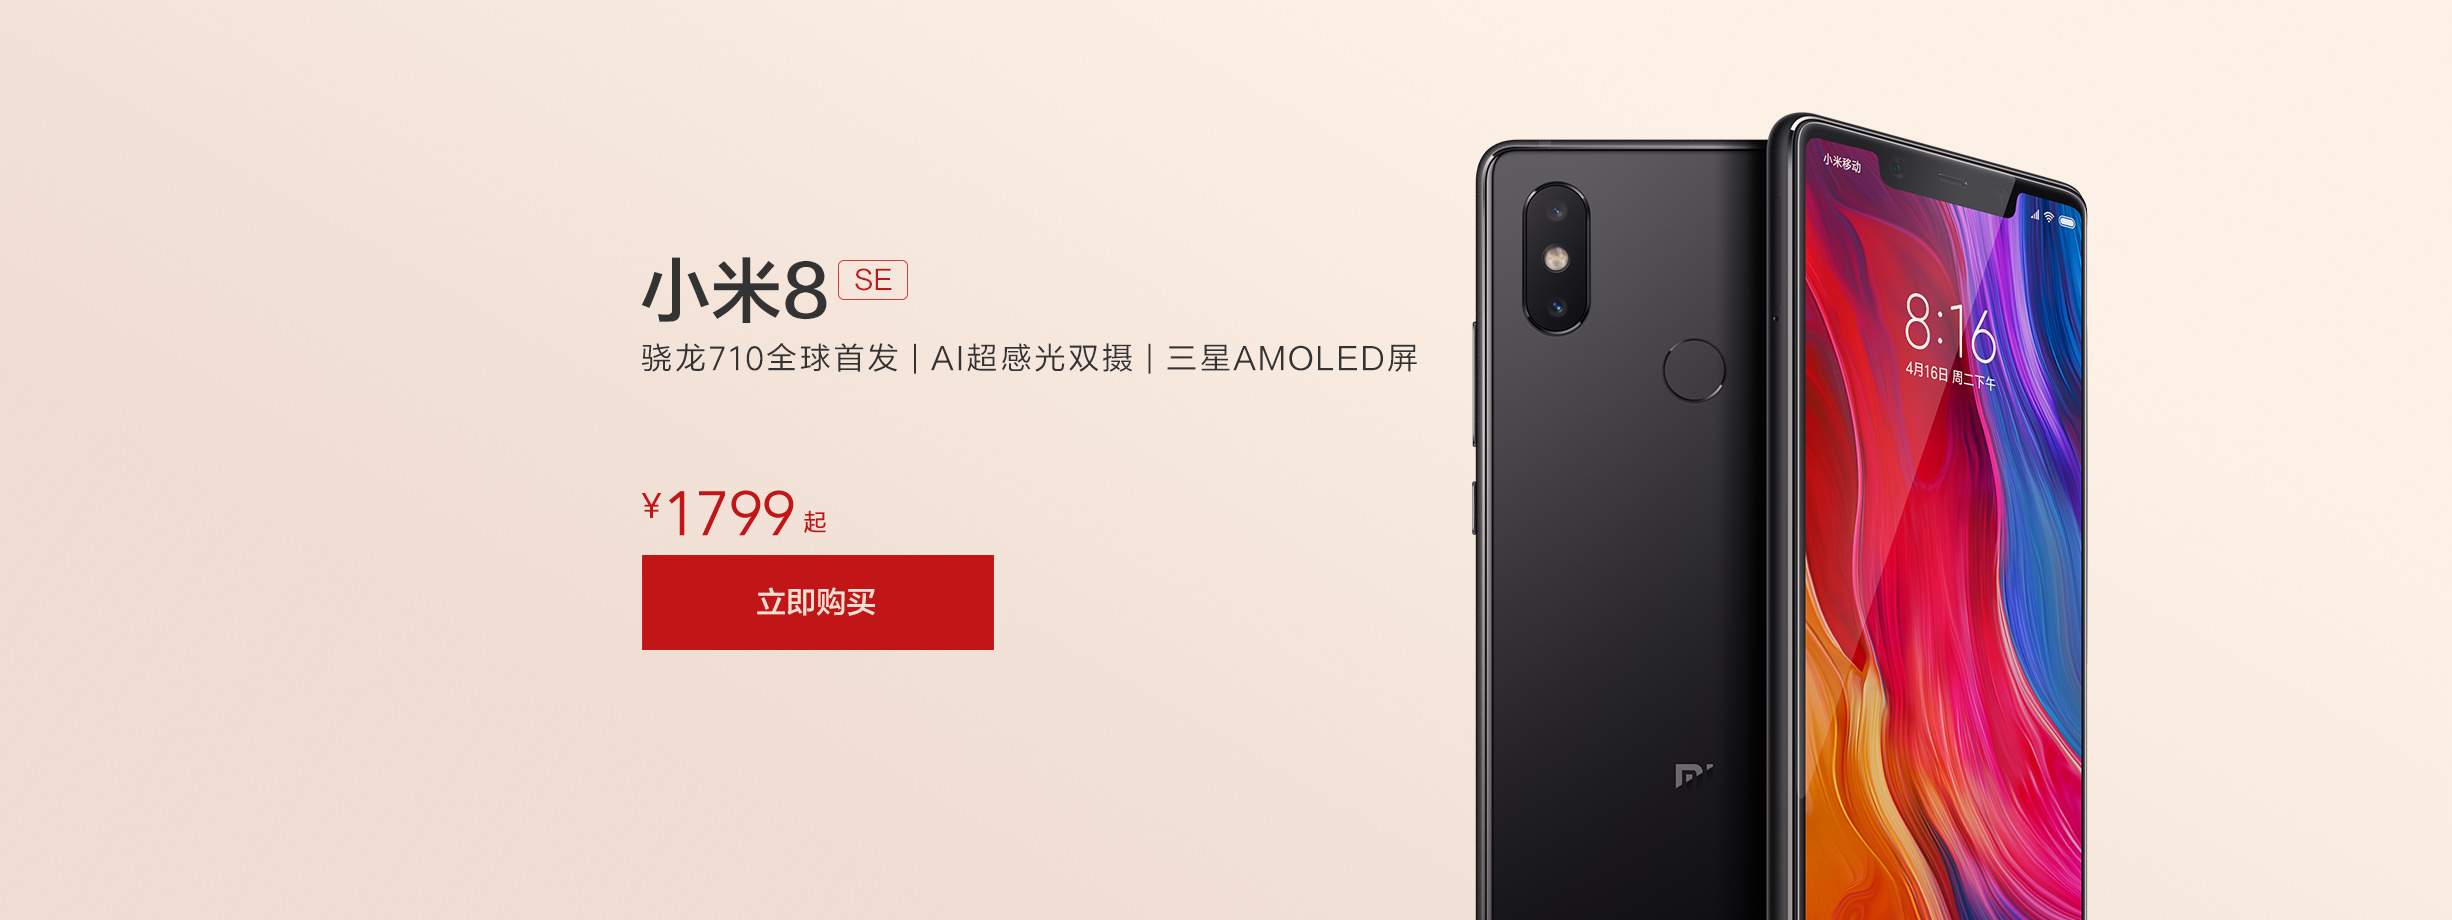 小米8 SE
骁龙710全球首发 | AI超感光双摄 | 三星AMOLED屏
¥1799 起
立即购买
小米移动
8:16
4月16日 周二下午
mi